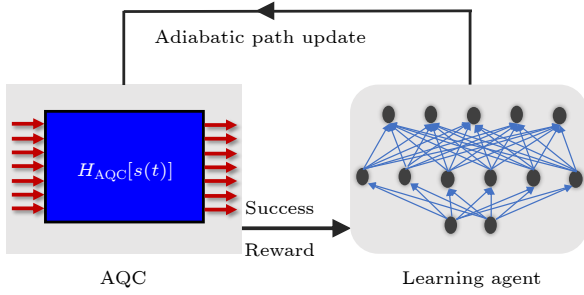 Adiabatic path update
H_AQC[s(t)]
Success
Reward
AQC
Learning agent